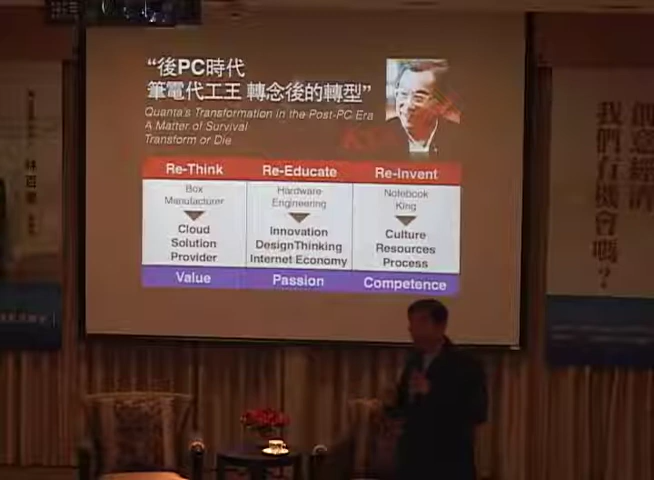 “後PC時代
筆電代工王 轉念後的轉型”
Quanta's Transformation in the Post-PC Era
A Matter of Survival
Transform or Die
Re-Think Re-Educate Re-Invent
Box
Manufacturer
Hardware
Engineering
Notebook
King
Cloud
Solution
Provider
Innovation
DesignThinking
Internet Economy
Culture
Resources
Process
Value Passion Competence
創意經濟
我們有機會嗎?
林百里